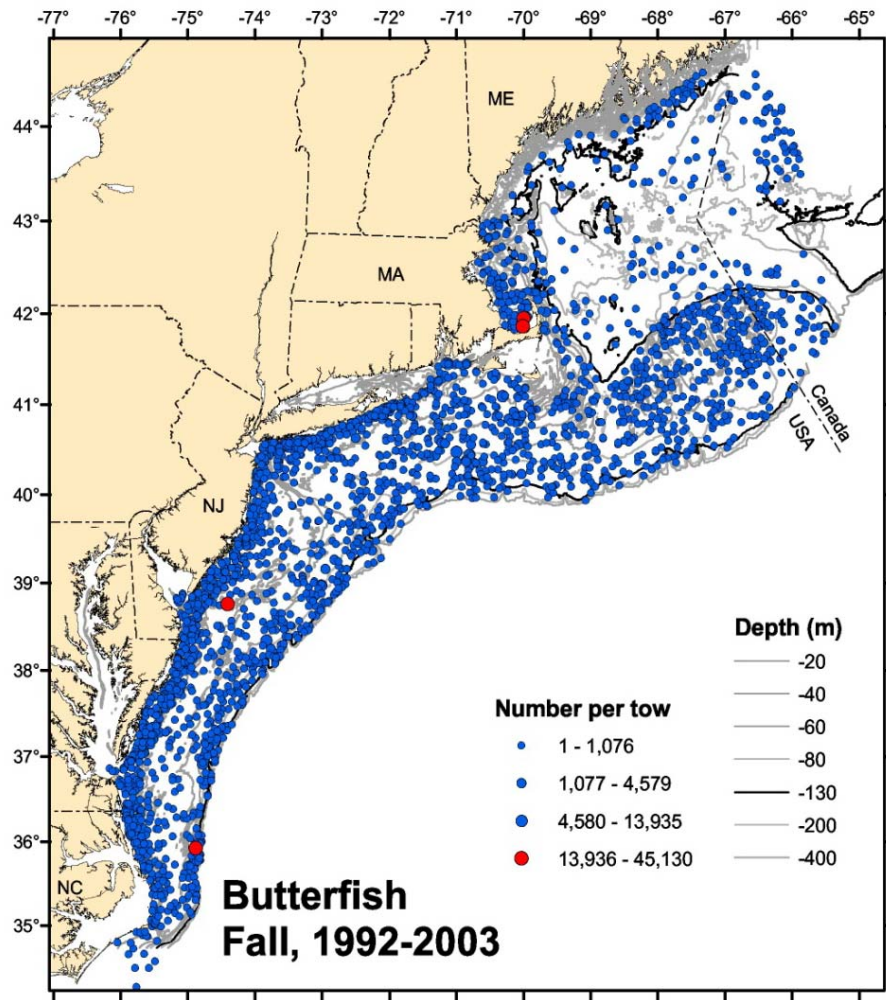 -77° -76° -75° -74° -73° -72° -71° -70° -69° -68° -67° -66° -65°
ME
44°
43°
MA
42°
41°
Canada
USA
40°
NJ
39°
Depth (m)
-20
38°
-40
Number per tow
-60
1 - 1,076
-80
37°
1,077 - 4,579
-130
4,580 - 13,935
-200
36°
13,936 - 45,130
-400
NC
Butterfish
35°
Fall, 1992-2003